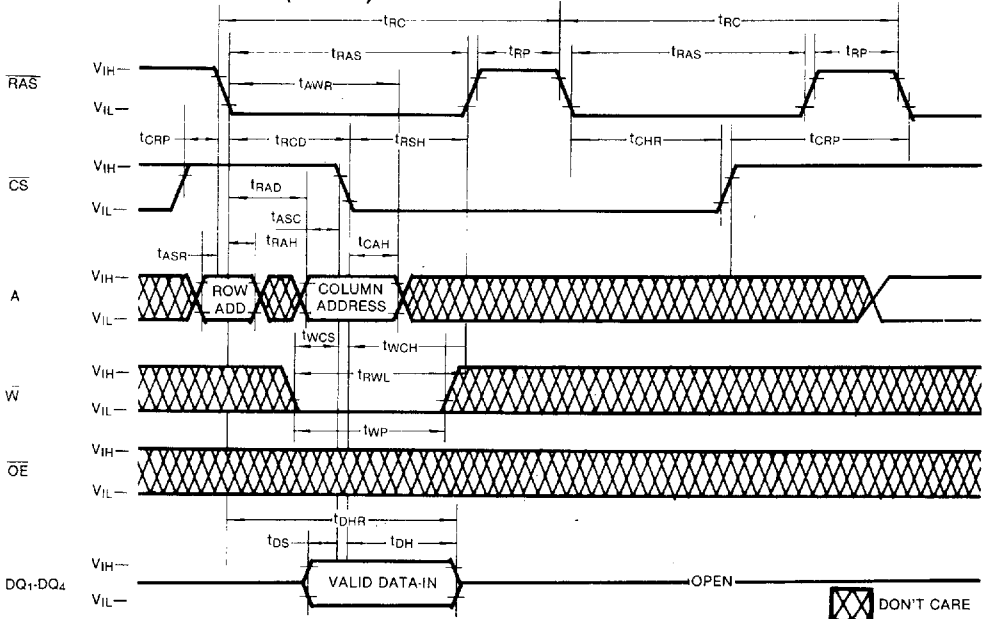 tRC tRC
tRAS tRP tRAS tRP
tAWR
RAS VIH
VIL
tCRP tRCD tRSH tCHR tCRP
CS VIH
VIL
tRAD
tASC
tASR tRAH tCAH
A VIH
VIL
ROW ADD
COLUMN ADDRESS
tWCS tWCH
W VIH
VIL
tRWL
tWP
OE VIH
VIL
tDHR
tDS tDH
DQ1-DQ4 VIH
VIL
VALID DATA-IN
OPEN
DON'T CARE